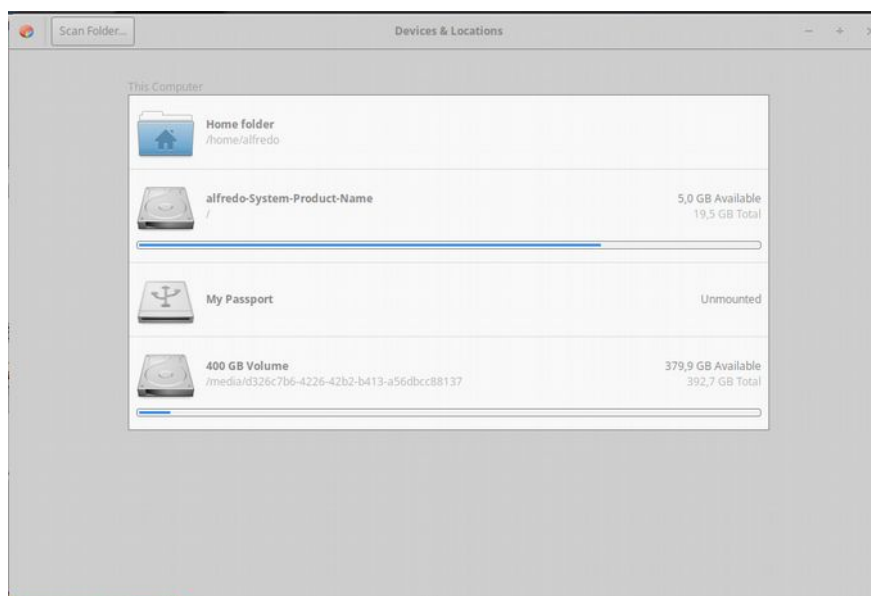 Scan Folder...
Devices & Locations
This Computer
Home folder
/home/alfredo
alfredo-System-Product-Name
/
5,0 GB Available
19,5 GB Total
My Passport
Unmounted
400 GB Volume
/media/d326c7b6-4226-42b2-b413-a56dbcc88137
379,9 GB Available
392,7 GB Total